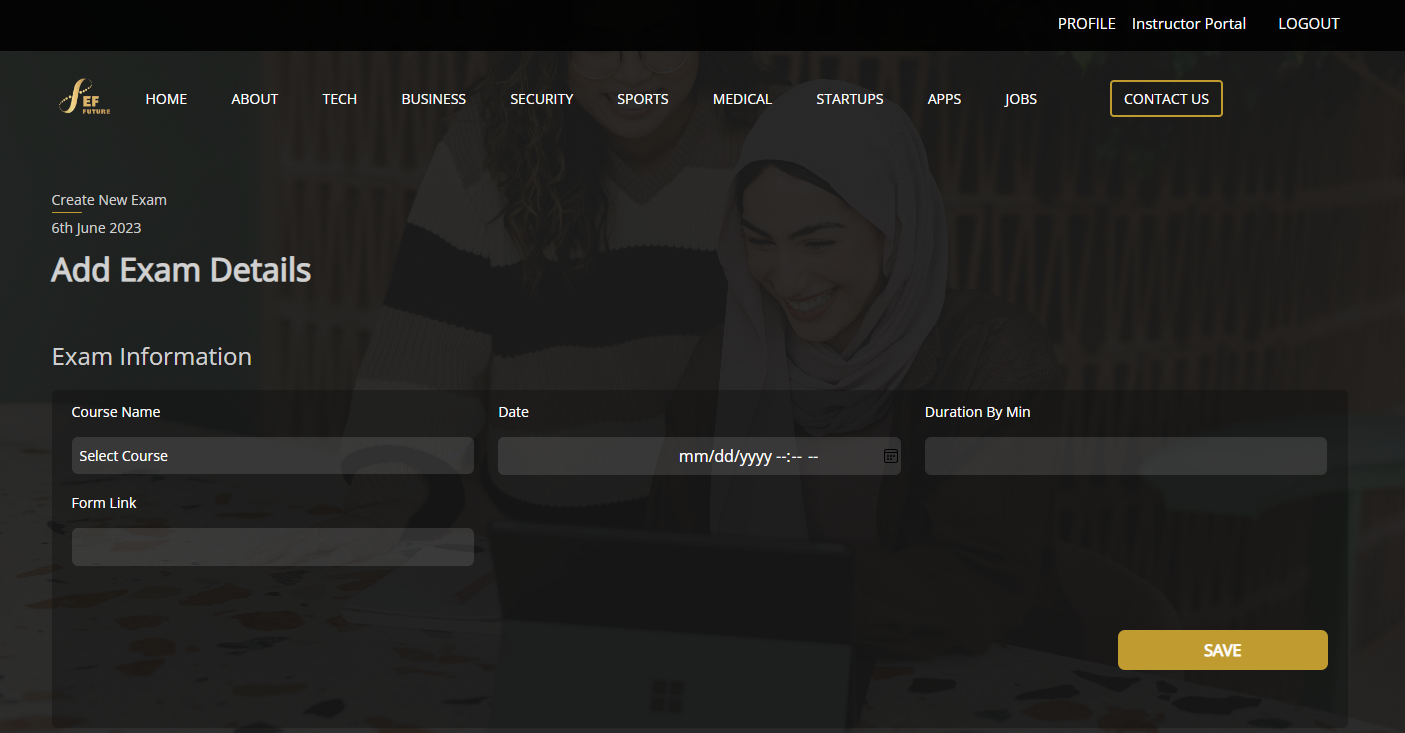 PROFILE Instructor Portal LOGOUT
EF
FUTURE
HOME ABOUT TECH BUSINESS SECURITY SPORTS MEDICAL STARTUPS APPS JOBS CONTACT US
Create New Exam
6th June 2023
Add Exam Details
Exam Information
Course Name Date Duration By Min
Select Course mm/dd/yyyy --:-- --
Form Link
SAVE